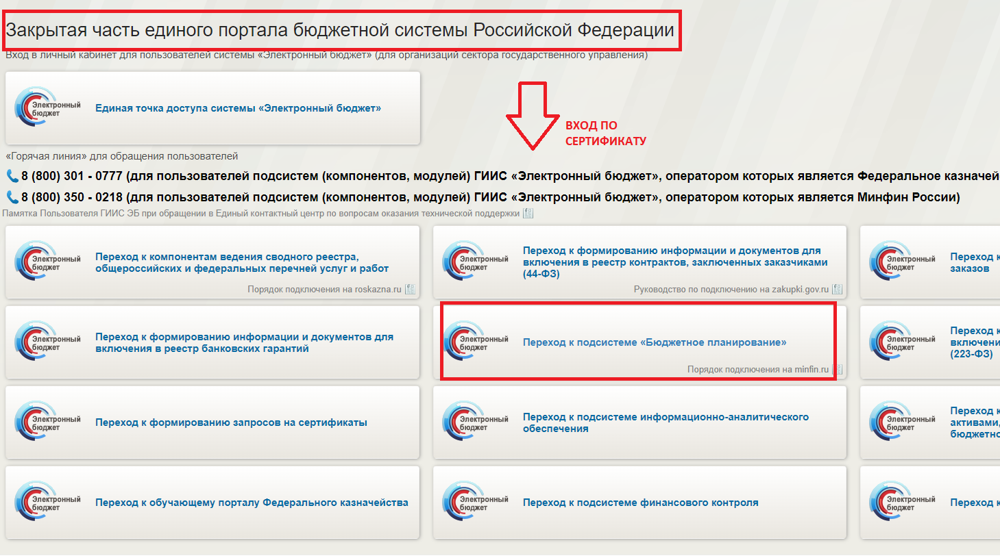 Закрытая часть единого портала бюджетной системы Российской Федерации
Вход в личный кабинет для пользователей системы «Электронный бюджет» (для организаций сектора государственного управления)
Электронный
бюджет
Единая точка доступа системы «Электронный бюджет»
ВХОД ПО
СЕРТИФИКАТУ
«Горячая линия» для обращения пользователей
8 (800) 301 - 0777 (для пользователей подсистем (компонентов, модулей) ГИИС «Электронный бюджет», оператором которых является Федеральное казначей
8 (800) 350 - 0218 (для пользователей подсистем (компонентов, модулей) ГИИС «Электронный бюджет», оператором которых является Минфин России)
Памятка Пользователя ГИИС ЭБ при обращении в Единый контактный центр по вопросам оказания технической поддержки
Электронный
бюджет
Переход к компонентам ведения сводного реестра,
общероссийских и федеральных перечней услуг и работ
Порядок подключения на roskazna.ru
Электронный
бюджет
Переход к формированию информации и документов для
включения в реестр контрактов, заключенных заказчиками
(44-ФЗ)
Руководство по подключению на zakupki.gov.ru
Электронный
бюджет
Переход к
заказов
Электронный
бюджет
Переход к формированию информации и документов для
включения в реестр банковских гарантий
Электронный
бюджет
Переход к подсистеме «Бюджетное планирование»
Порядок подключения на minfin.ru
Электронный
бюджет
Переход к
включени
(223-ФЗ)
Электронный
бюджет
Переход к формированию запросов на сертификаты
Электронный
бюджет
Переход к подсистеме информационно-аналитического
обеспечения
Электронный
бюджет
Переход к
активами,
бюджетно
Электронный
бюджет
Переход к обучающему порталу Федерального казначейства
Электронный
бюджет
Переход к подсистеме финансового контроля
Электронный
бюджет
Переход к